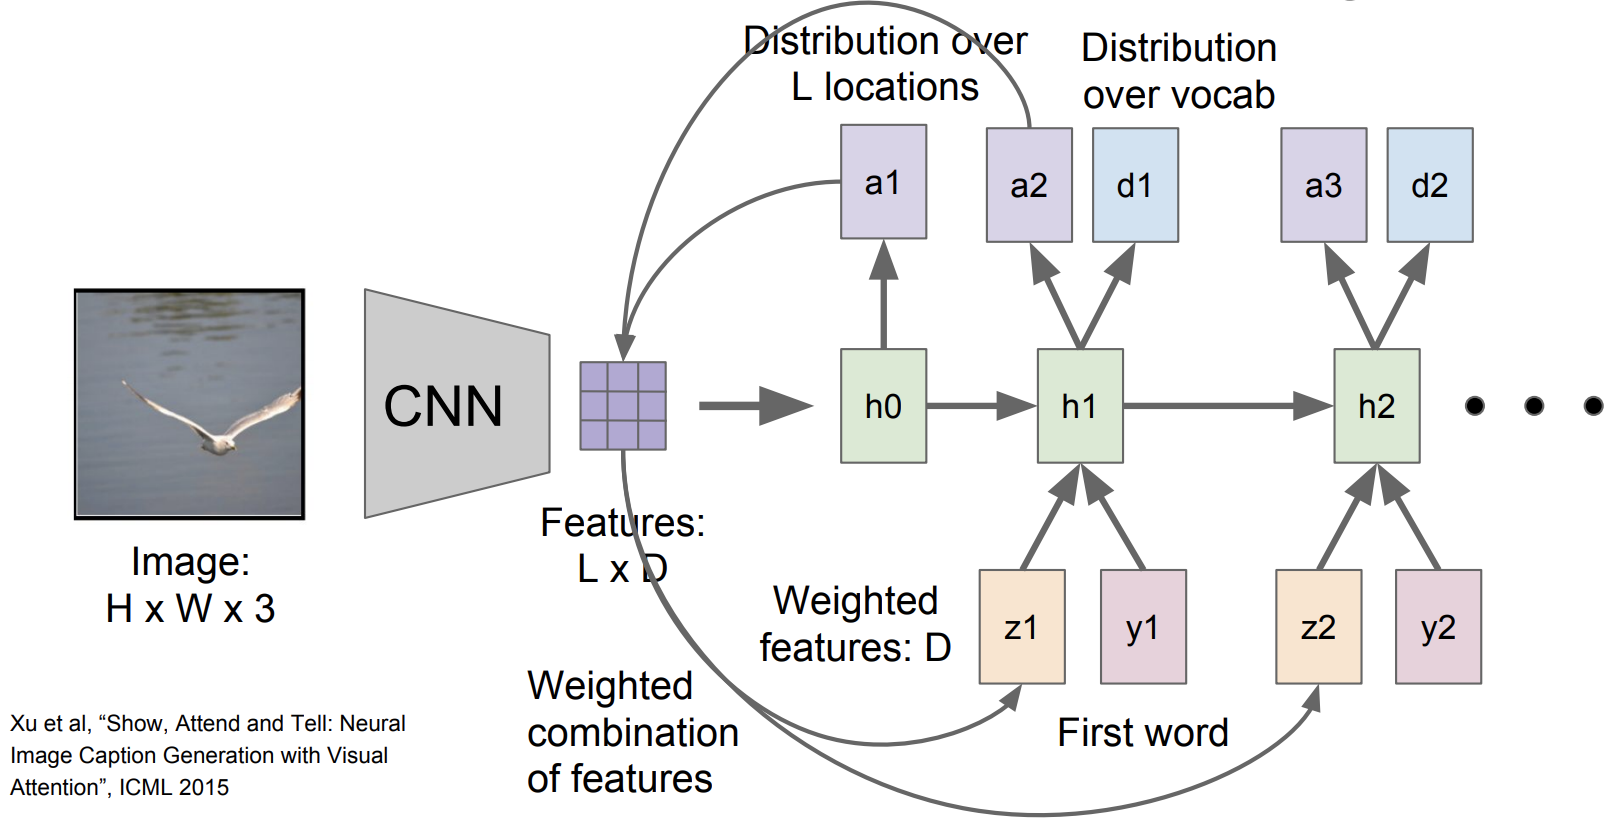 Distribution over
L locations
Distribution
over vocab
a1
a2
d1
a3
d2
CNN
h0
h1
h2
Image:
H x W x 3
Features:
L x D
Weighted
features: D
z1
y1
z2
y2
Weighted
combination
of features
First word
Xu et al, “Show, Attend and Tell: Neural
Image Caption Generation with Visual
Attention”, ICML 2015